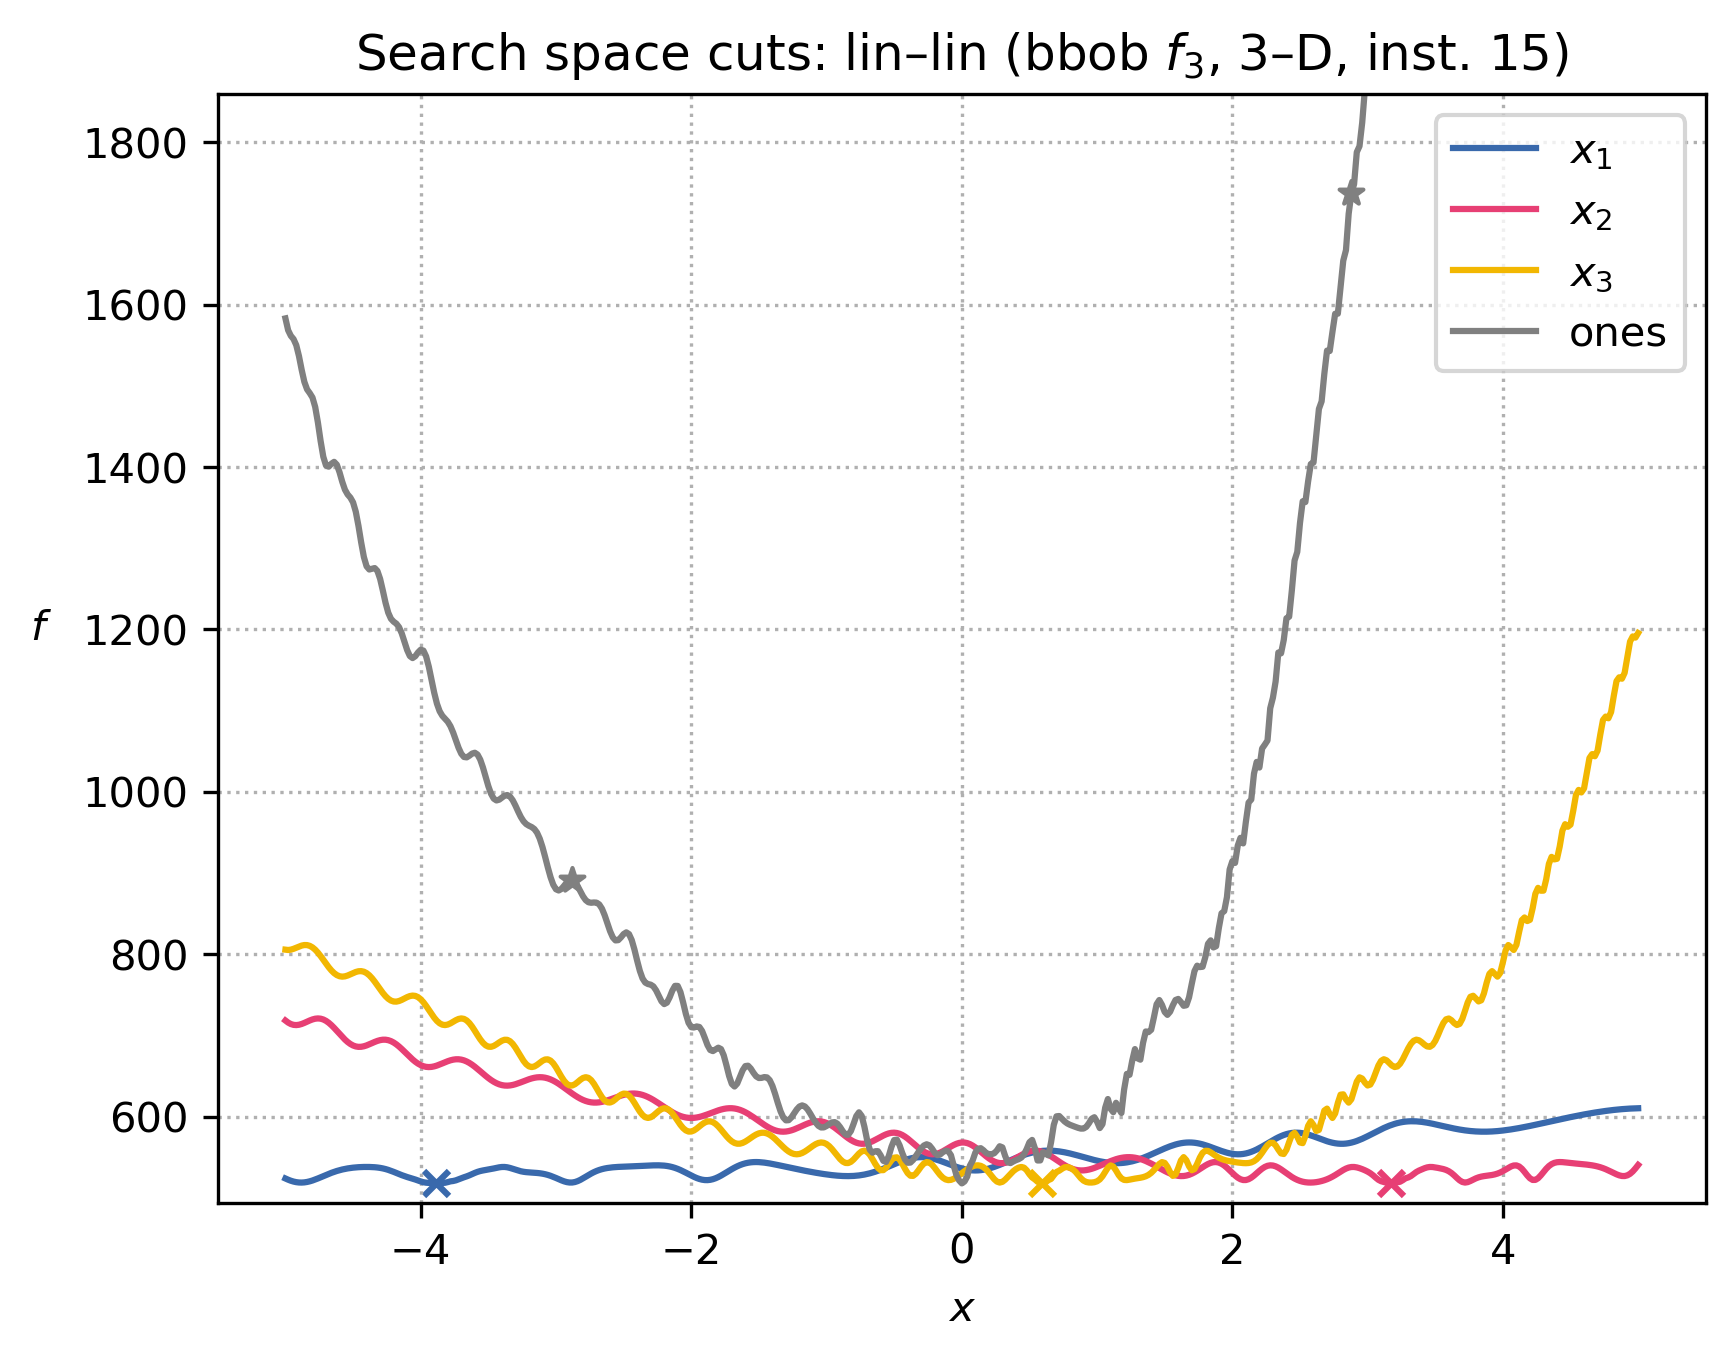 Search space cuts: lin–lin (bbob f₃, 3–D, inst. 15)
1800
1600
1400
1200
1000
800
600
f
−4 −2 0 2 4
x
x₁
x₂
x₃
ones